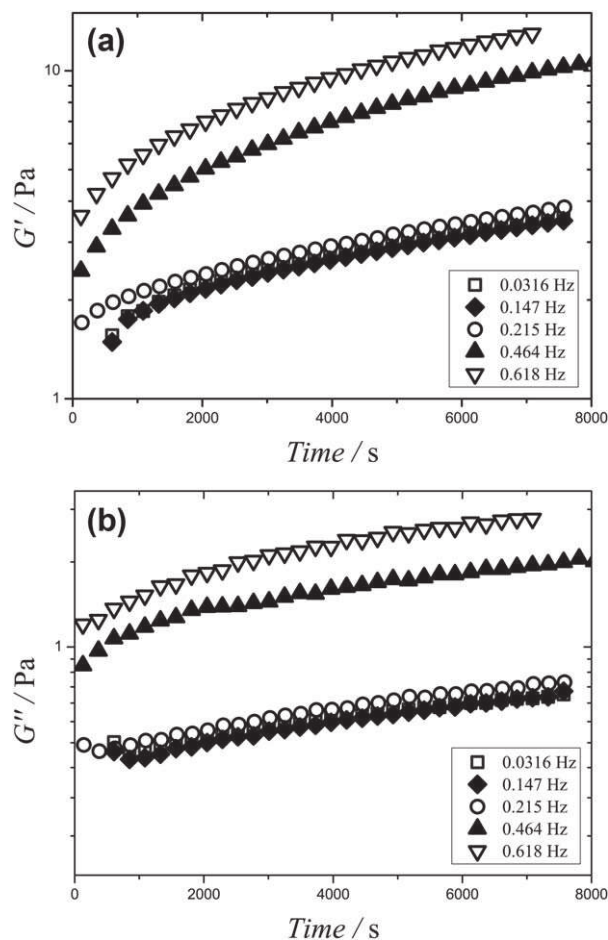 (a)
10
1
G' / Pa
0.0316 Hz
0.147 Hz
0.215 Hz
0.464 Hz
0.618 Hz
0 2000 4000 6000 8000
Time / s
(b)
1
G'' / Pa
0.0316 Hz
0.147 Hz
0.215 Hz
0.464 Hz
0.618 Hz
0 2000 4000 6000 8000
Time / s